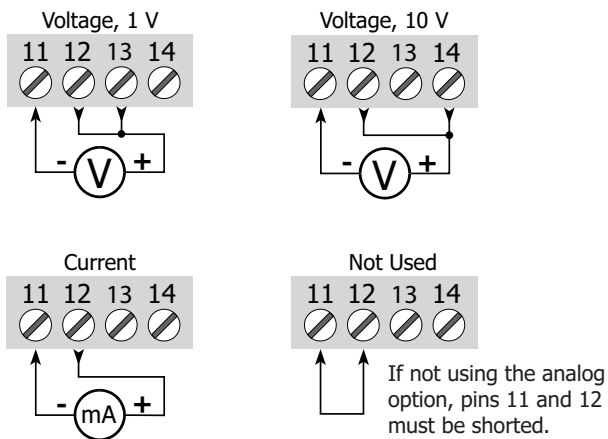 Voltage, 1 V
11 12 13 14
- V +
Voltage, 10 V
11 12 13 14
- V +
Current
11 12 13 14
- mA +
Not Used
11 12 13 14
If not using the analog
option, pins 11 and 12
must be shorted.